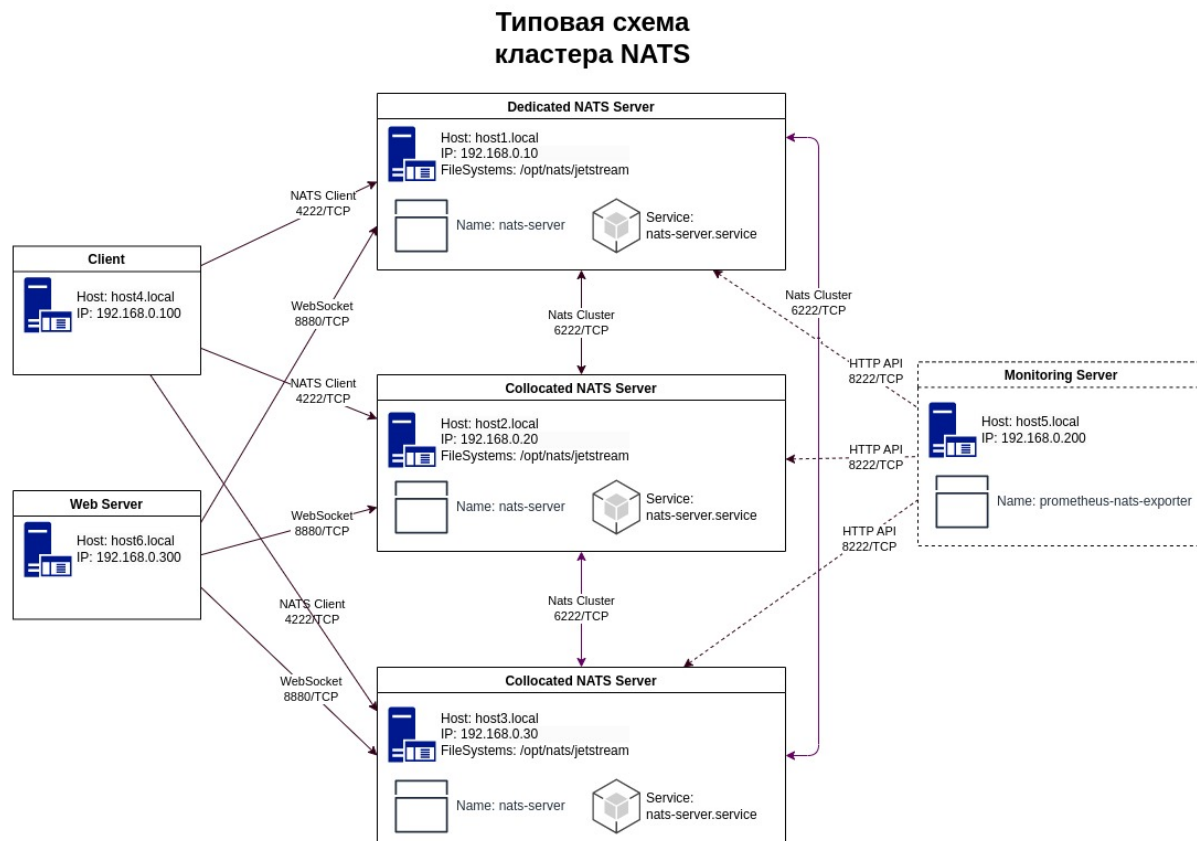 Типовая схема
кластера NATS
Dedicated NATS Server
Host: host1.local
IP: 192.168.0.10
FileSystems: /opt/nats/jetstream
Name: nats-server
Service:
nats-server.service
NATS Client
4222/TCP
Client
Host: host4.local
IP: 192.168.0.100
WebSocket
8880/TCP
Nats Cluster
6222/TCP
Nats Cluster
6222/TCP
HTTP API
8222/TCP
Monitoring Server
Host: host5.local
IP: 192.168.0.200
Name: prometheus-nats-exporter
NATS Client
4222/TCP
Collocated NATS Server
Host: host2.local
IP: 192.168.0.20
FileSystems: /opt/nats/jetstream
Name: nats-server
Service:
nats-server.service
HTTP API
8222/TCP
Web Server
Host: host6.local
IP: 192.168.0.300
WebSocket
8880/TCP
HTTP API
8222/TCP
NATS Client
4222/TCP
Nats Cluster
6222/TCP
WebSocket
8880/TCP
Collocated NATS Server
Host: host3.local
IP: 192.168.0.30
FileSystems: /opt/nats/jetstream
Name: nats-server
Service:
nats-server.service